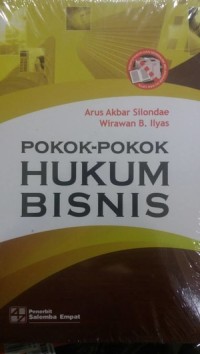 Arus Akbar Silondae
Wirawan B. Ilyas
POKOK-POKOK
HUKUM
BISNIS
Penerbit
Salemba Empat